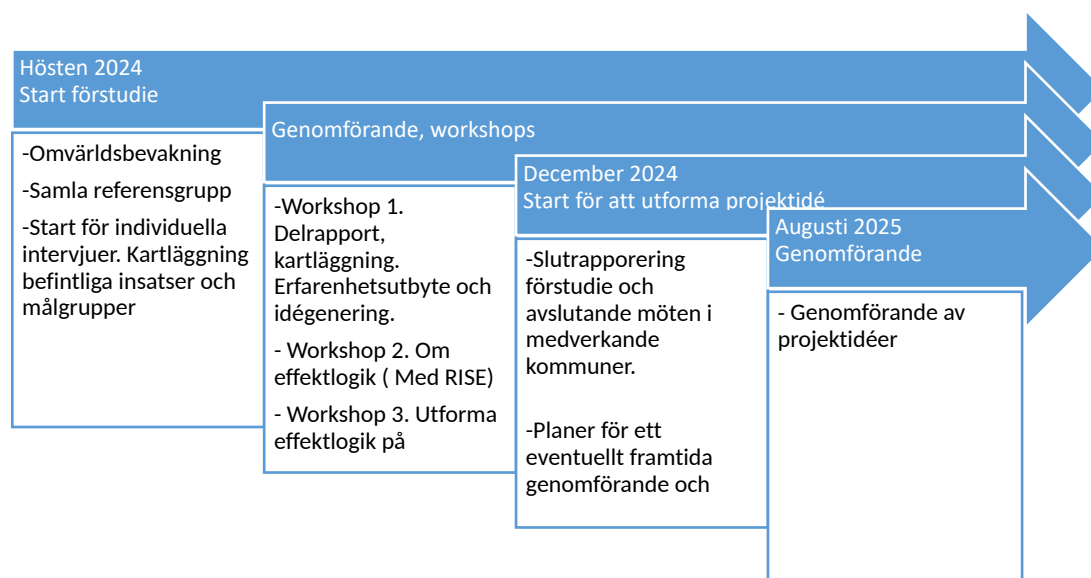 Hösten 2024
Start förstudie
-Omvärldsbevakning
-Samla referensgrupp
-Start för individuella
intervjuer. Kartläggning
befintliga insatser och
målgrupper
Genomförande, workshops
-Workshop 1.
Delrapport,
kartläggning.
Erfarenhetsutbyte och
idégenering.
- Workshop 2. Om
effektlogik ( Med RISE)
- Workshop 3. Utforma
effektlogik på
December 2024
Start för att utforma projektidé
-Slutrapporering
förstudie och
avslutande möten i
medverkande
kommuner.
-Planer för ett
eventuellt framtida
genomförande och
Augusti 2025
Genomförande
- Genomförande av
projektidéer